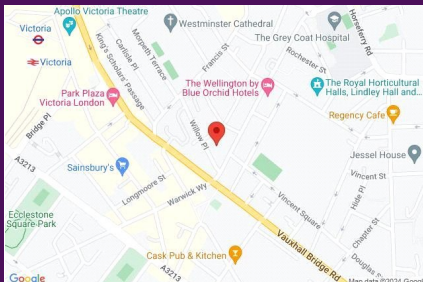 Apollo Victoria Theatre
Westminster Cathedral
Victoria
The Grey Coat Hospital
Horseferry Rd
King's Scholars' Passage
Carlisle Pl
Morpeth Terrace
Francis St
Rochester St
Victoria
The Wellington by
Blue Orchid Hotels
The Royal Horticultural
Halls, Lindley Hall and...
Park Plaza
Victoria London
Regency Cafe
Bridge Pl
Willow Pl
Jessel House
A3213
Sainsbury's
Vincent St
Longmoore St
Warwick Wy
Hide Pl
Vincent Square
Ecclestone
Square Park
Chapter St
Vauxhall Bridge Rd
Cask Pub & Kitchen
Douglas
A3213
Google
Map data ©2024 Google